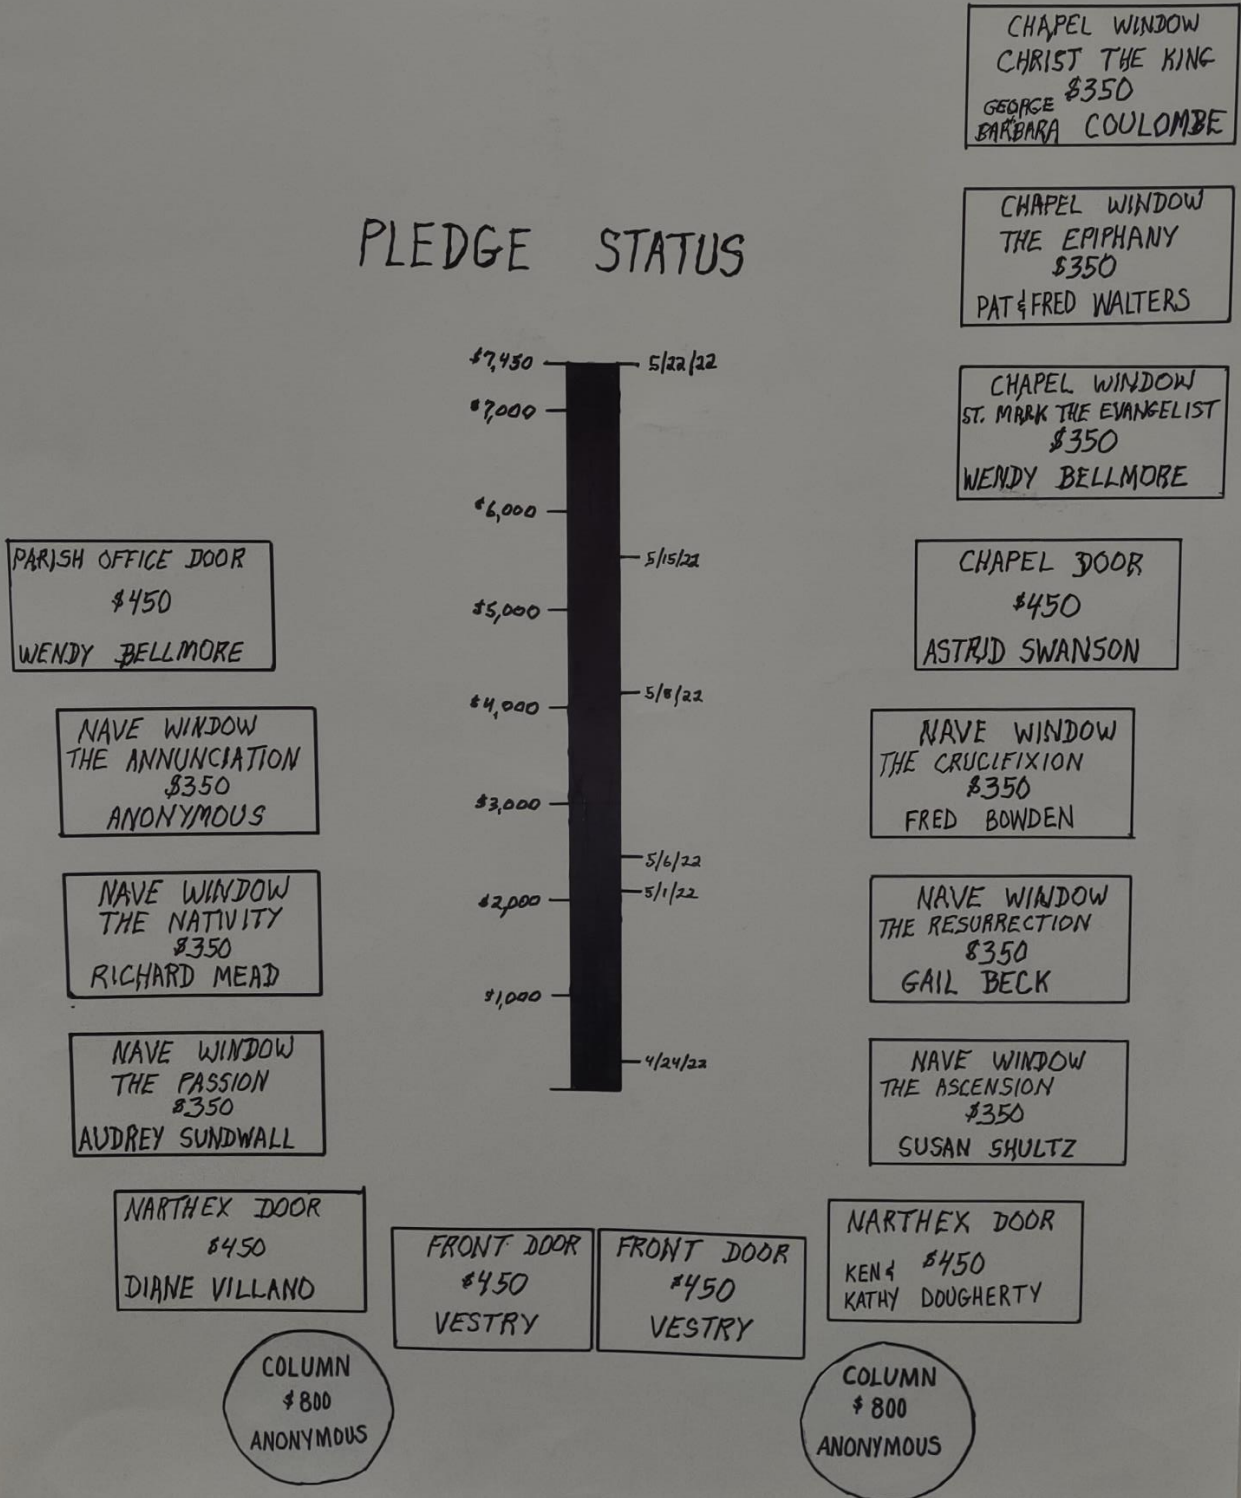 CHAPEL WINDOW
CHRIST THE KING
$350
GEORGE
& BARBARA COULOMBE
CHAPEL WINDOW
THE EPIPHANY
$350
PAT & FRED WALTERS
CHAPEL WINDOW
ST. MARK THE EVANGELIST
$350
WENDY BELLMORE
PLEDGE STATUS
$7,450
5/22/22
$7,000
$6,000
5/15/22
$5,000
5/8/22
$4,000
$3,000
5/6/22
5/1/22
$2,000
$1,000
4/24/22
PARISH OFFICE DOOR
$450
WENDY BELLMORE
NAVE WINDOW
THE ANNUNCIATION
$350
ANONYMOUS
NAVE WINDOW
THE NATIVITY
$350
RICHARD MEAD
NAVE WINDOW
THE PASSION
$350
AUDREY SUNDWALL
NARTHEX DOOR
$450
DIANE VILLANO
CHAPEL DOOR
$450
ASTRID SWANSON
NAVE WINDOW
THE CRUCIFIXION
$350
FRED BOWDEN
NAVE WINDOW
THE RESURRECTION
$350
GAIL BECK
NAVE WINDOW
THE ASCENSION
$350
SUSAN SHULTZ
FRONT DOOR
$450
VESTRY
FRONT DOOR
$450
VESTRY
NARTHEX DOOR
$450
KEN &
KATHY DOUGHERTY
COLUMN
$800
ANONYMOUS
COLUMN
$800
ANONYMOUS